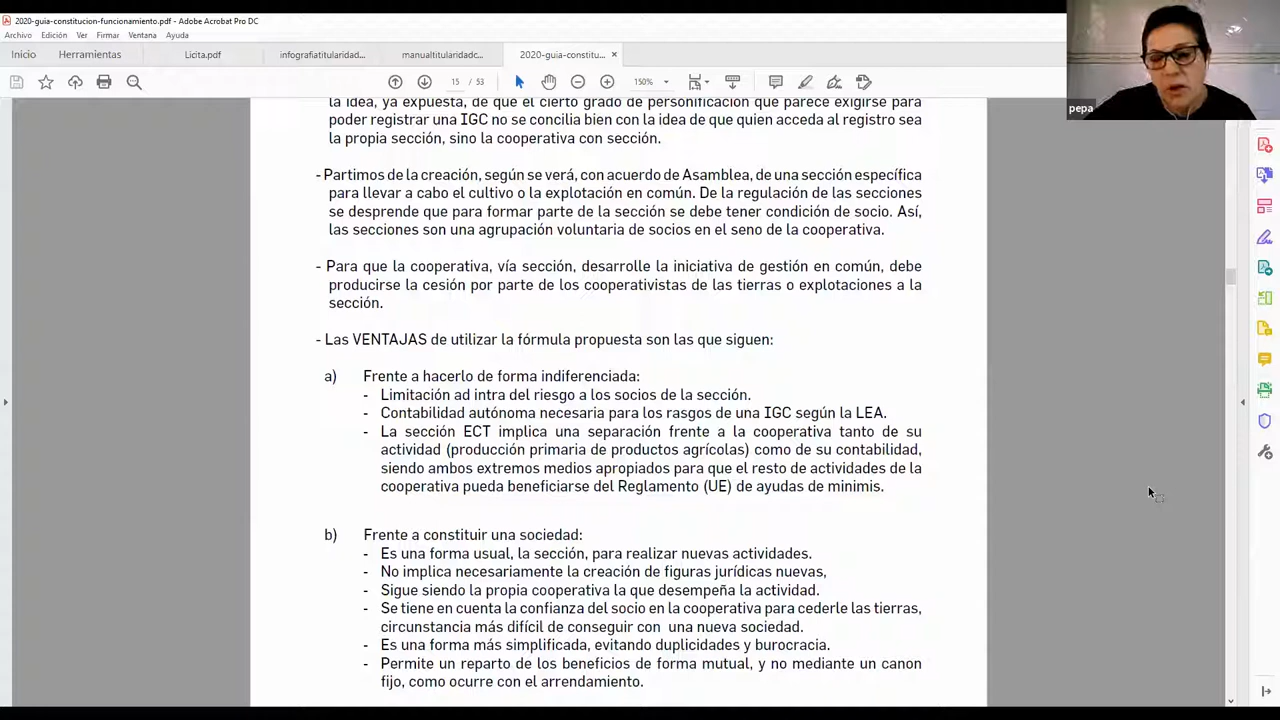 2020-guia-constitucion-funcionamiento.pdf - Adobe Acrobat Pro DC
Archivo Edición Ver Firmar Ventana Ayuda
Inicio Herramientas Licita.pdf infografiatitularidad... manualtitularidadc... 2020-guia-constitu... ×
15 / 53 150%
pepa
la idea, ya expuesta, de que el cierto grado de personificación que parece exigirse para
poder registrar una IGC no se concilia bien con la idea de que quien acceda al registro sea
la propia sección, sino la cooperativa con sección.
- Partimos de la creación, según se verá, con acuerdo de Asamblea, de una sección específica
para llevar a cabo el cultivo o la explotación en común. De la regulación de las secciones
se desprende que para formar parte de la sección se debe tener condición de socio. Así,
las secciones son una agrupación voluntaria de socios en el seno de la cooperativa.
- Para que la cooperativa, vía sección, desarrolle la iniciativa de gestión en común, debe
producirse la cesión por parte de los cooperativistas de las tierras o explotaciones a la
sección.
- Las VENTAJAS de utilizar la fórmula propuesta son las que siguen:
a) Frente a hacerlo de forma indiferenciada:
- Limitación ad intra del riesgo a los socios de la sección.
- Contabilidad autónoma necesaria para los rasgos de una IGC según la LEA.
- La sección ECT implica una separación frente a la cooperativa tanto de su
actividad (producción primaria de productos agrícolas) como de su contabilidad,
siendo ambos extremos medios apropiados para que el resto de actividades de la
cooperativa pueda beneficiarse del Reglamento (UE) de ayudas de minimis.
b) Frente a constituir una sociedad:
- Es una forma usual, la sección, para realizar nuevas actividades.
- No implica necesariamente la creación de figuras jurídicas nuevas,
- Sigue siendo la propia cooperativa la que desempeña la actividad.
- Se tiene en cuenta la confianza del socio en la cooperativa para cederle las tierras,
circunstancia más difícil de conseguir con una nueva sociedad.
- Es una forma más simplificada, evitando duplicidades y burocracia.
- Permite un reparto de los beneficios de forma mutual, y no mediante un canon
fijo, como ocurre con el arrendamiento.